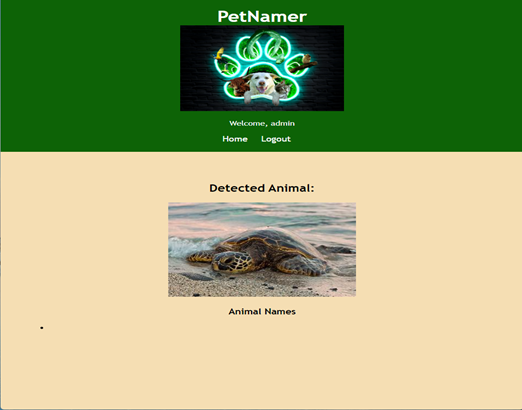 PetNamer
Welcome, admin
Home Logout
Detected Animal:
Animal Names